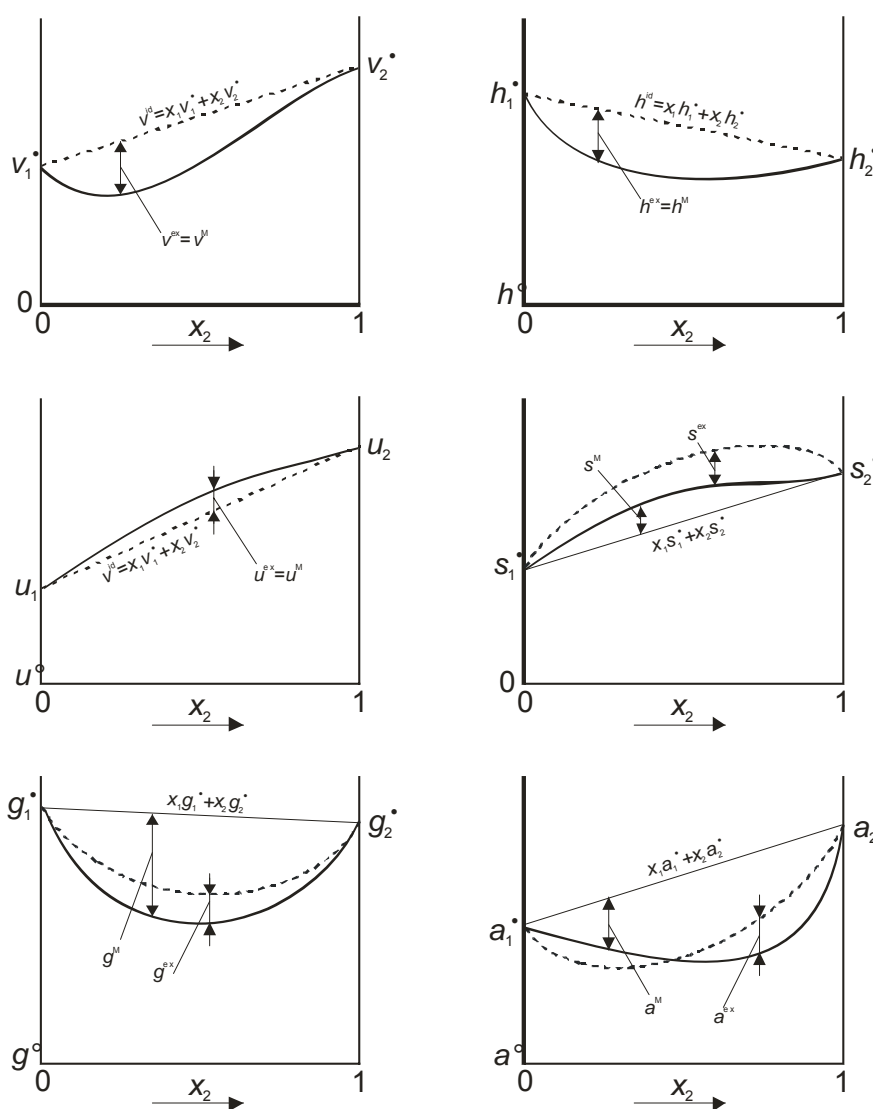 v₂•
vⁱᵈ=x₁v₁•+x₂v₂•
v₁•
vᵉˣ=vᴹ
0
0 1
x₂
h₁•
hⁱᵈ=x₁h₁•+x₂h₂•
h₂•
hᵉˣ=hᴹ
h°
0 1
x₂
u₂
vⁱᵈ=x₁v₁•+x₂v₂
u₁
uᵉˣ=uᴹ
u°
0 1
x₂
sᵉˣ
sᴹ
s₂•
x₁s₁•+x₂s₂•
s₁•
0
0 1
x₂
g₁•
x₁g₁•+x₂g₂•
g₂•
gᴹ
gᵉˣ
g°
0 1
x₂
a₂
x₁a₁•+x₂a₂•
a₁•
aᴹ
aᵉˣ
a°
0 1
x₂